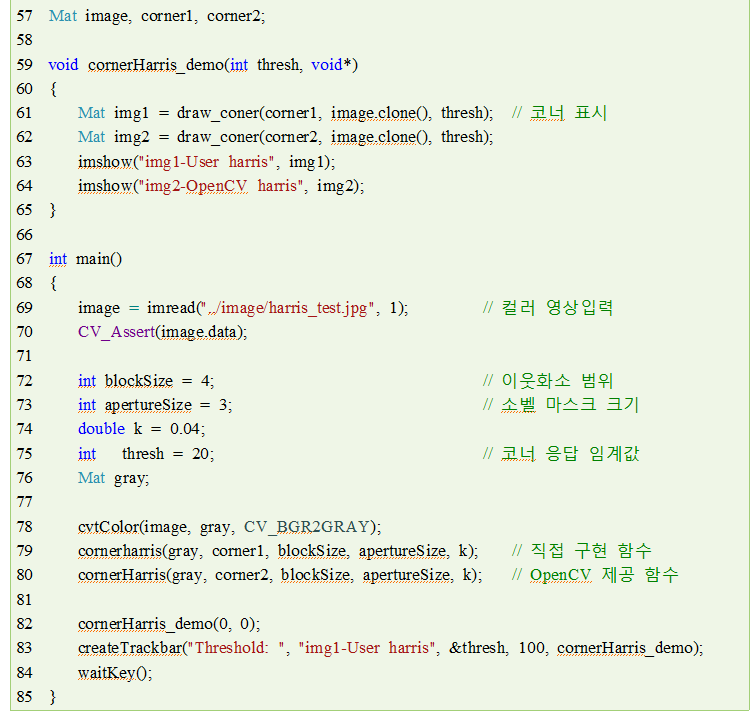 57 Mat image, corner1, corner2;
58
59 void cornerHarris_demo(int thresh, void*)
60 {
61 Mat img1 = draw_coner(corner1, image.clone(), thresh); // 코너 표시
62 Mat img2 = draw_coner(corner2, image.clone(), thresh);
63 imshow("img1-User harris", img1);
64 imshow("img2-OpenCV harris", img2);
65 }
66
67 int main()
68 {
69 image = imread("../image/harris_test.jpg", 1); // 컬러 영상입력
70 CV_Assert(image.data);
71
72 int blockSize = 4; // 이웃화소 범위
73 int apertureSize = 3; // 소벨 마스크 크기
74 double k = 0.04;
75 int thresh = 20; // 코너 응답 임계값
76 Mat gray;
77
78 cvtColor(image, gray, CV_BGR2GRAY);
79 cornerharris(gray, corner1, blockSize, apertureSize, k); // 직접 구현 함수
80 cornerHarris(gray, corner2, blockSize, apertureSize, k); // OpenCV 제공 함수
81
82 cornerHarris_demo(0, 0);
83 createTrackbar("Threshold: ", "img1-User harris", &thresh, 100, cornerHarris_demo);
84 waitKey();
85 }